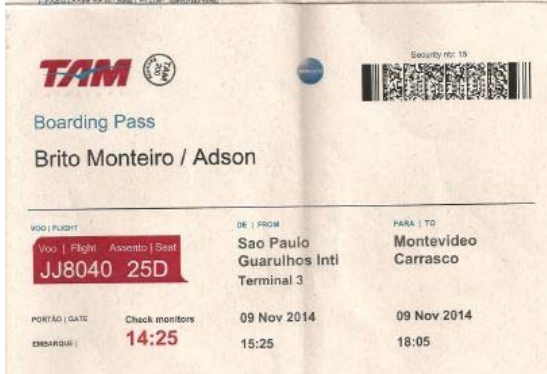 TAM
Security nb: 15
Boarding Pass
Brito Monteiro / Adson
VOO | FLIGHT
DE | FROM
PARA | TO
Voo | Flight Assento | Seat
JJ8040 25D
Sao Paulo
Guarulhos Intl
Terminal 3
Montevideo
Carrasco
PORTÃO | GATE
Check monitors
09 Nov 2014
09 Nov 2014
EMBARQUE |
14:25
15:25
18:05